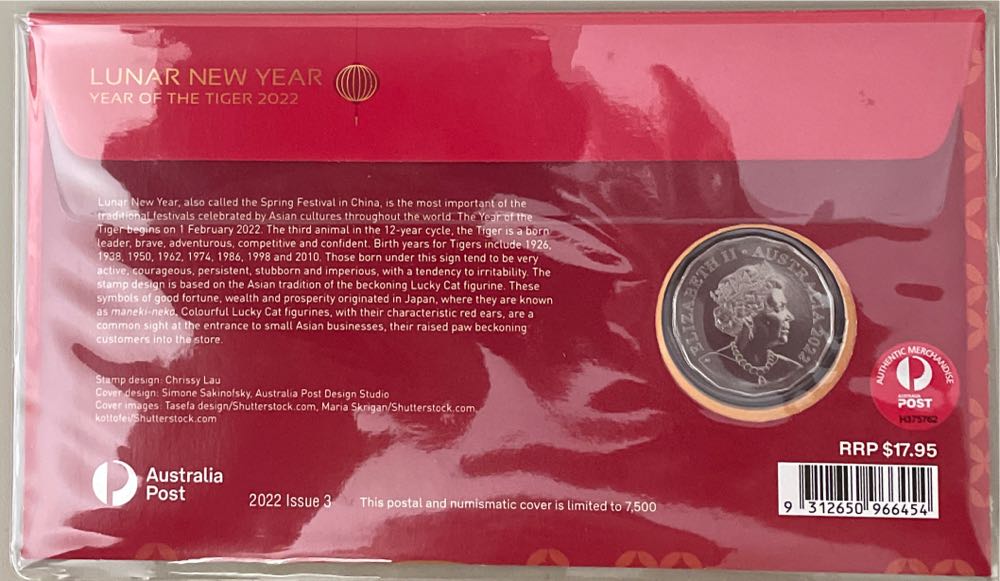 LUNAR NEW YEAR
YEAR OF THE TIGER 2022
Lunar New Year, also called the Spring Festival in China, is the most important of the
traditional festivals celebrated by Asian cultures throughout the world. The Year of the
Tiger begins on 1 February 2022. The third animal in the 12-year cycle, the Tiger is a born
leader, brave, adventurous, competitive and confident. Birth years for Tigers include 1926,
1938, 1950, 1962, 1974, 1986, 1998 and 2010. Those born under this sign tend to be very
active, courageous, persistent, stubborn and imperious, with a tendency to irritability. The
stamp design is based on the Asian tradition of the beckoning Lucky Cat figurine. These
symbols of good fortune, wealth and prosperity originated in Japan, where they are known
as maneki-neko. Colourful Lucky Cat figurines, with their characteristic red ears, are a
common sight at the entrance to small Asian businesses, their raised paw beckoning
customers into the store.
Stamp design: Chrissy Lau
Cover design: Simone Sakinofsky, Australia Post Design Studio
Cover images: Tasefa design/Shutterstock.com, Maria Skrigan/Shutterstock.com,
kottofei/Shutterstock.com
ELIZABETH II • AUSTRALIA 2022
AUTHENTIC MERCHANDISE
AUSTRALIA
POST
H375762
RRP $17.95
9 312650 966454
Australia
Post
2022 Issue 3
This postal and numismatic cover is limited to 7,500